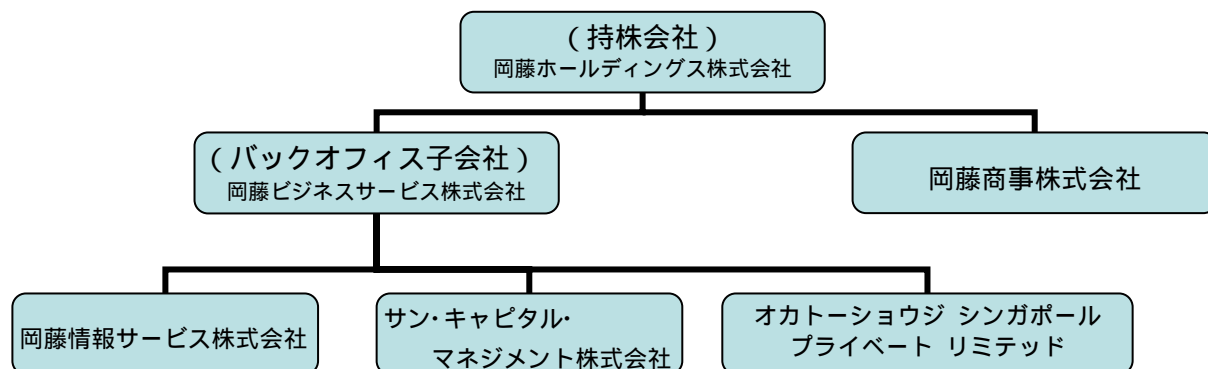 （持株会社）
岡藤ホールディングス株式会社
（バックオフィス子会社）
岡藤ビジネスサービス株式会社
岡藤商事株式会社
岡藤情報サービス株式会社
サン･キャピタル･
マネジメント株式会社
オカトーショウジ シンガポール
プライベート リミテッド